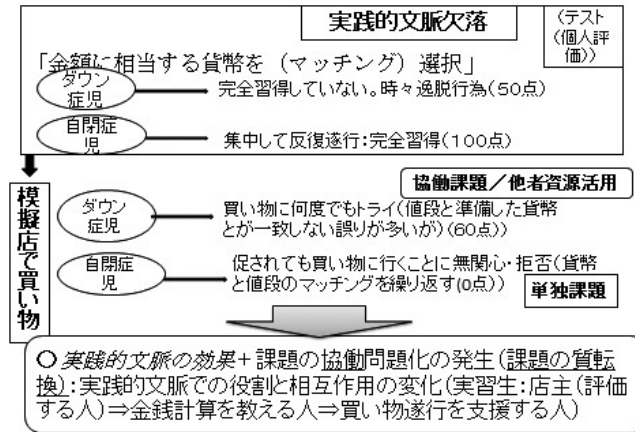 実践的文脈欠落
(テスト
(個人評
価))
「金額に相当する貨幣を(マッチング)選択」
ダウン
症児
完全習得していない。時々逸脱行為(50点)
自閉症
児
集中して反復遂行:完全習得(100点)
模擬店で買い物
協働課題/他者資源活用
ダウン
症児
買い物に何度でもトライ(値段と準備した貨幣
とが一致しない誤りが多いが)(60点))
自閉症
児
促されても買い物に行くことに無関心・拒否(貨幣
と値段のマッチングを繰り返す(0点))
単独課題
○実践的文脈の効果+課題の協働問題化の発生(課題の質転
換):実践的文脈での役割と相互作用の変化(実習生:店主(評価
する人)⇒金銭計算を教える人⇒買い物遂行を支援する人)